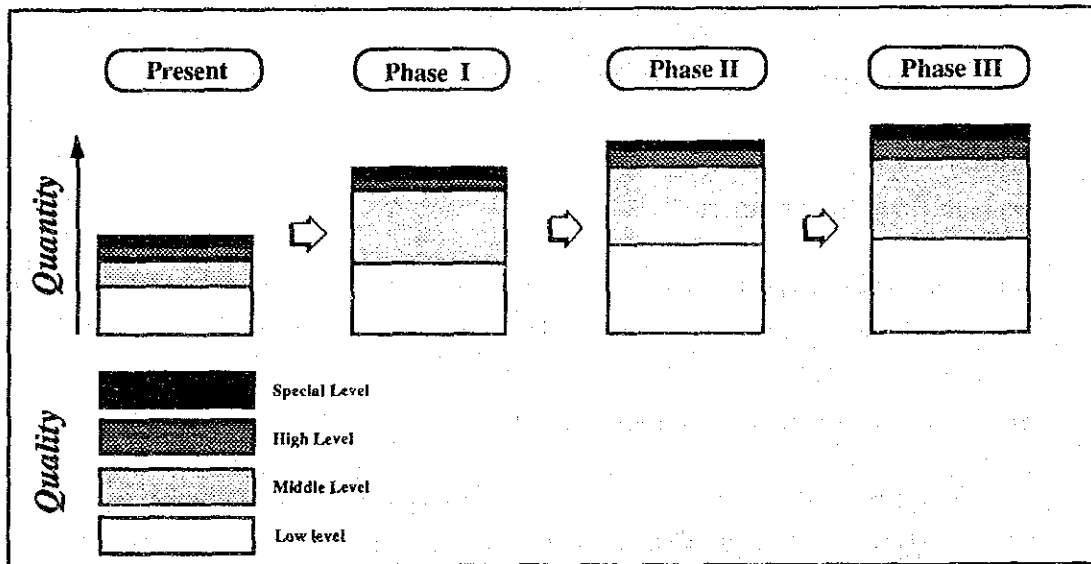 Present
Phase I
Phase II
Phase III
Quantity
Quality
Special Level
High Level
Middle Level
Low level